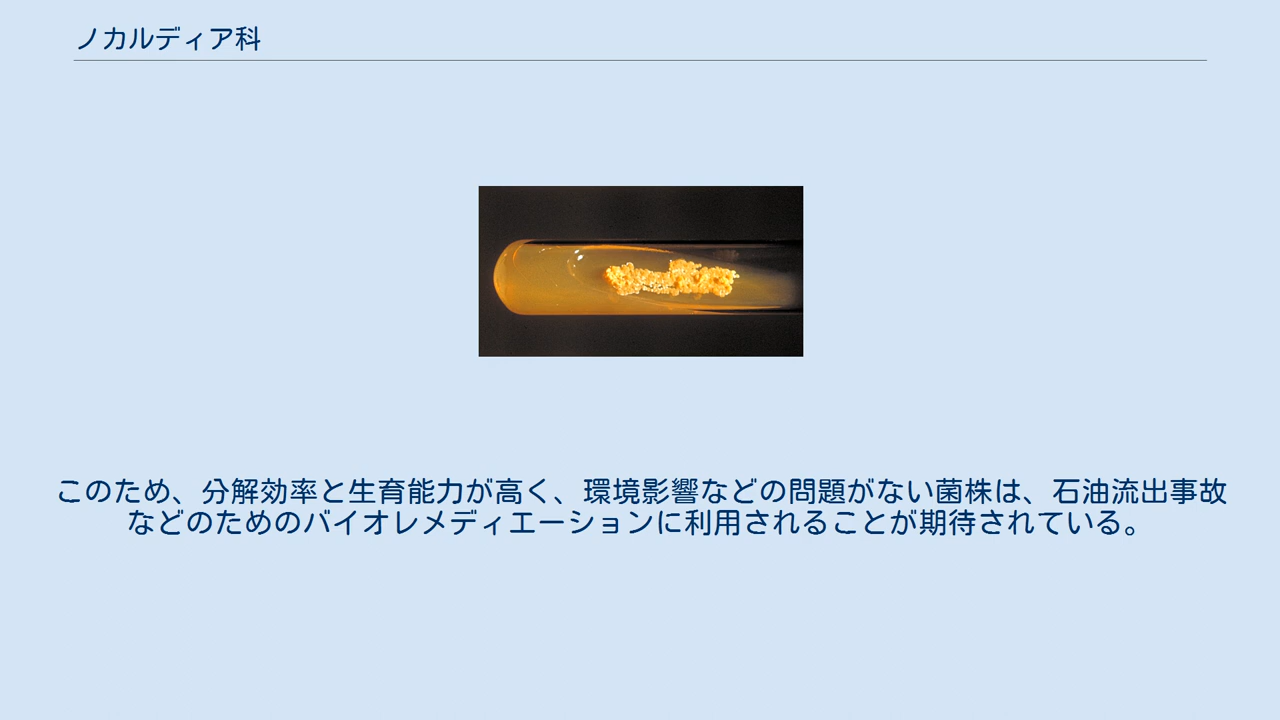 ノカルディア科
このため、分解効率と生育能力が高く、環境影響などの問題がない菌株は、石油流出事故
などのためのバイオレメディエーションに利用されることが期待されている。